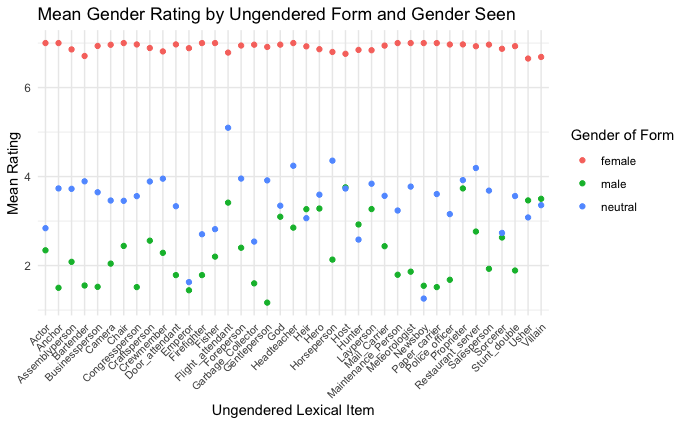 Mean Gender Rating by Ungendered Form and Gender Seen
Mean Rating
6
4
2
Gender of Form
female
male
neutral
Actor
Anchor
Assemblyperson
Bartender
Businessperson
Camera
Chair
Congressperson
Craftsperson
Crewmember
Door_attendant
Emperor
Firefighter
Fisher
Flight_attendant
Foreperson
Garbage_Collector
Gentleperson
God
Headteacher
Heir
Hero
Horseperson
Host
Hunter
Layperson
Mail_Carrier
Maintenance_Person
Meteorologist
Newsboy
Paper_carrier
Police_officer
Proprietor
Restaurant_server
Salesperson
Sorcerer
Stunt_double
Usher
Villain
Ungendered Lexical Item